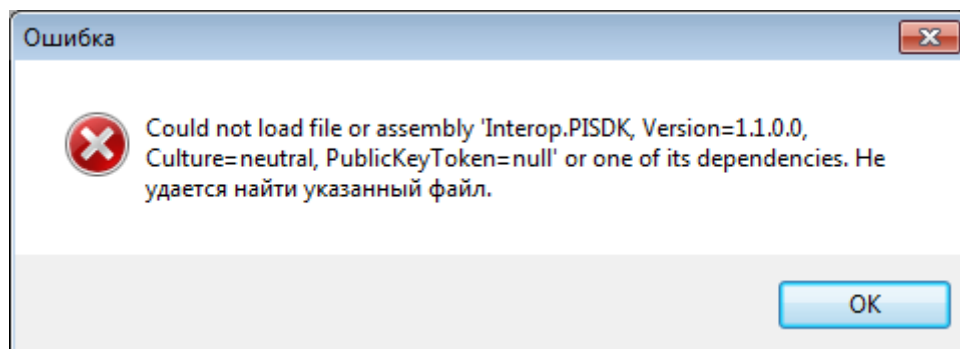 Ошибка
Could not load file or assembly 'Interop.PISDK, Version=1.1.0.0,
Culture=neutral, PublicKeyToken=null' or one of its dependencies. Не
удается найти указанный файл.
OK